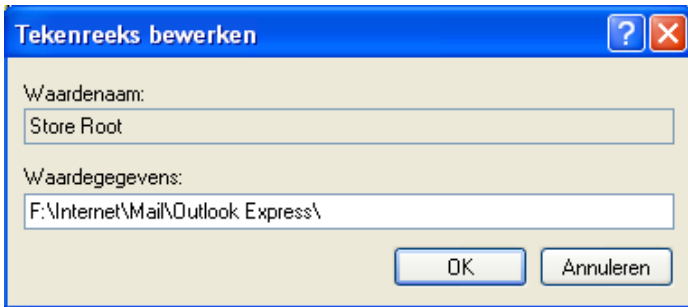 Tekenreeks bewerken
Waardenaam:
Store Root
Waardegegevens:
F:\Internet\Mail\Outlook Express\
OK Annuleren